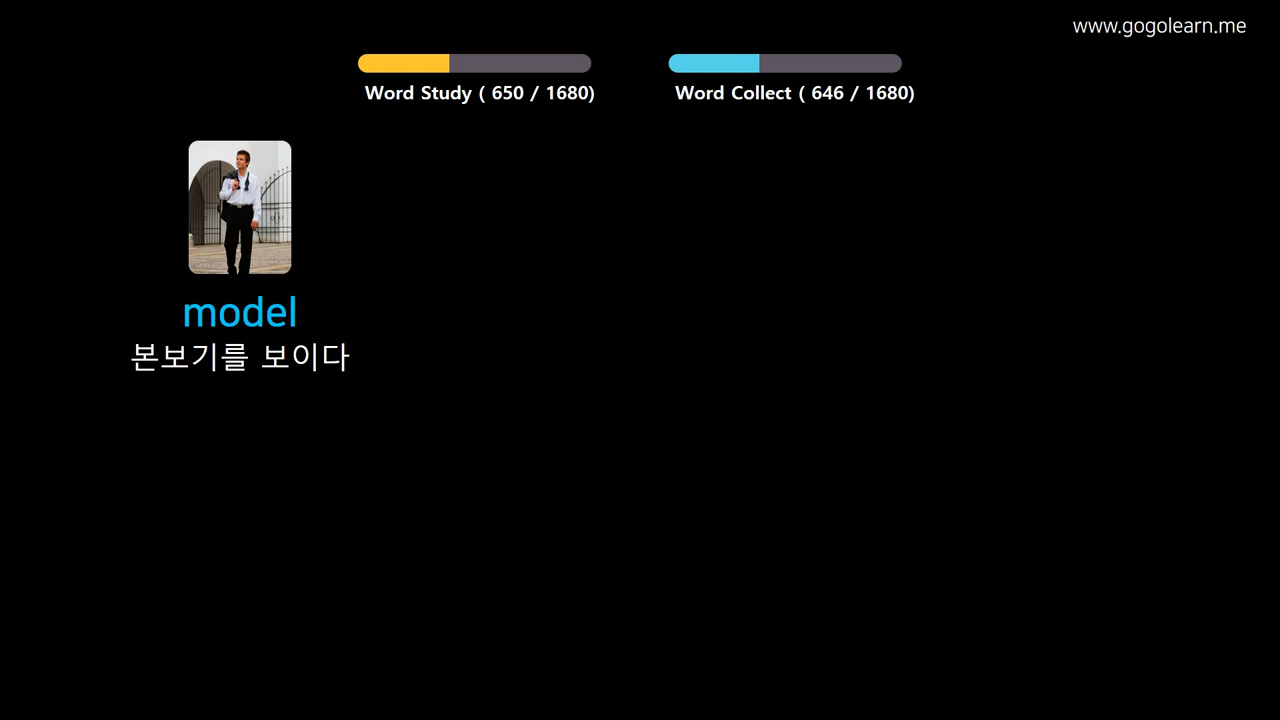 www.gogolearn.me
Word Study ( 650 / 1680)
Word Collect ( 646 / 1680)
model
본보기를 보이다